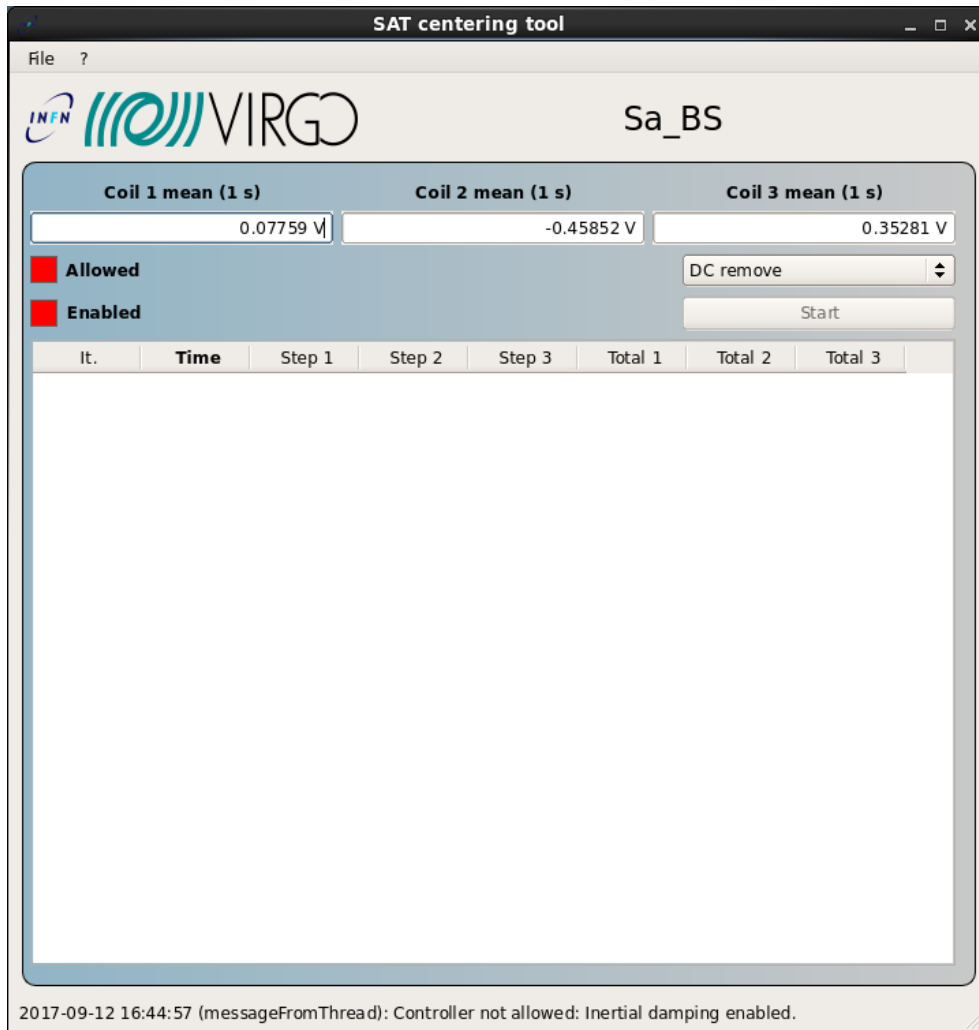 SAT centering tool
File ?
INFN VIRGO Sa_BS
Coil 1 mean (1 s) Coil 2 mean (1 s) Coil 3 mean (1 s)
0.07759 V -0.45852 V 0.35281 V
Allowed DC remove
Enabled Start
It. Time Step 1 Step 2 Step 3 Total 1 Total 2 Total 3
2017-09-12 16:44:57 (messageFromThread): Controller not allowed: Inertial damping enabled.